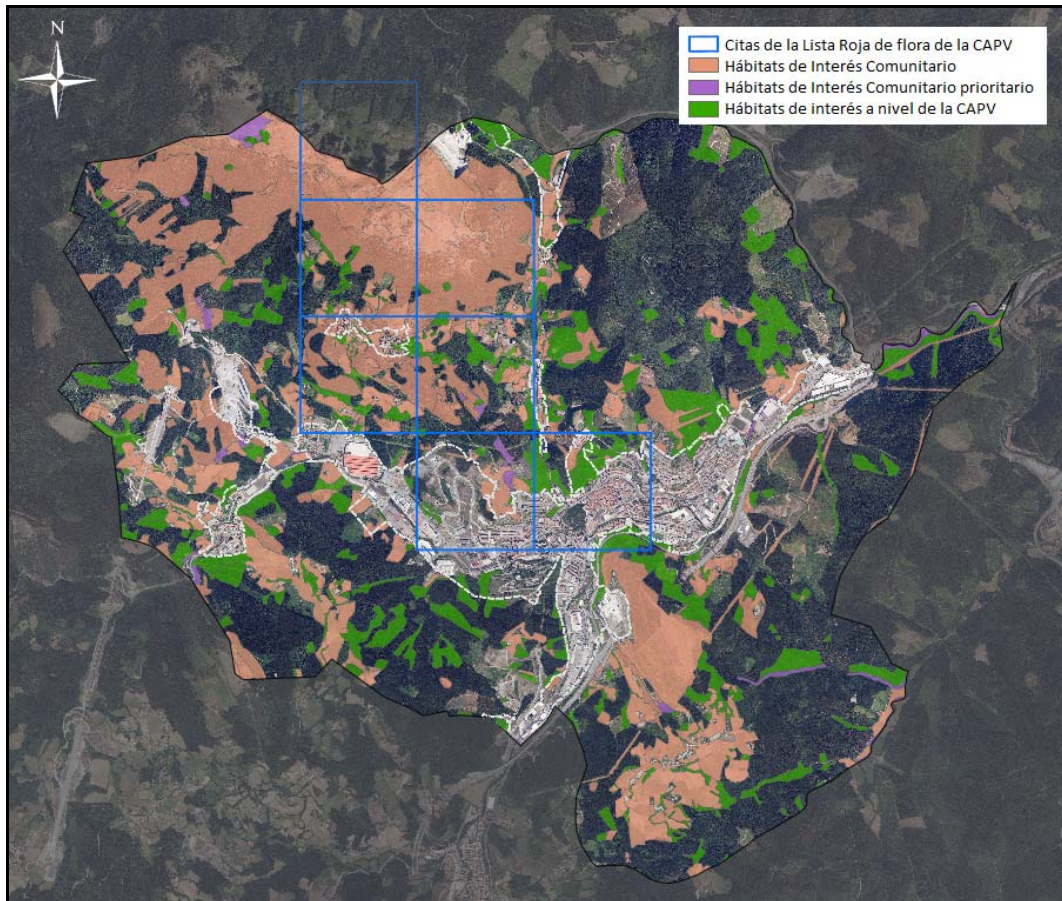 N
Citas de la Lista Roja de flora de la CAPV
Hábitats de Interés Comunitario
Hábitats de Interés Comunitario prioritario
Hábitats de interés a nivel de la CAPV